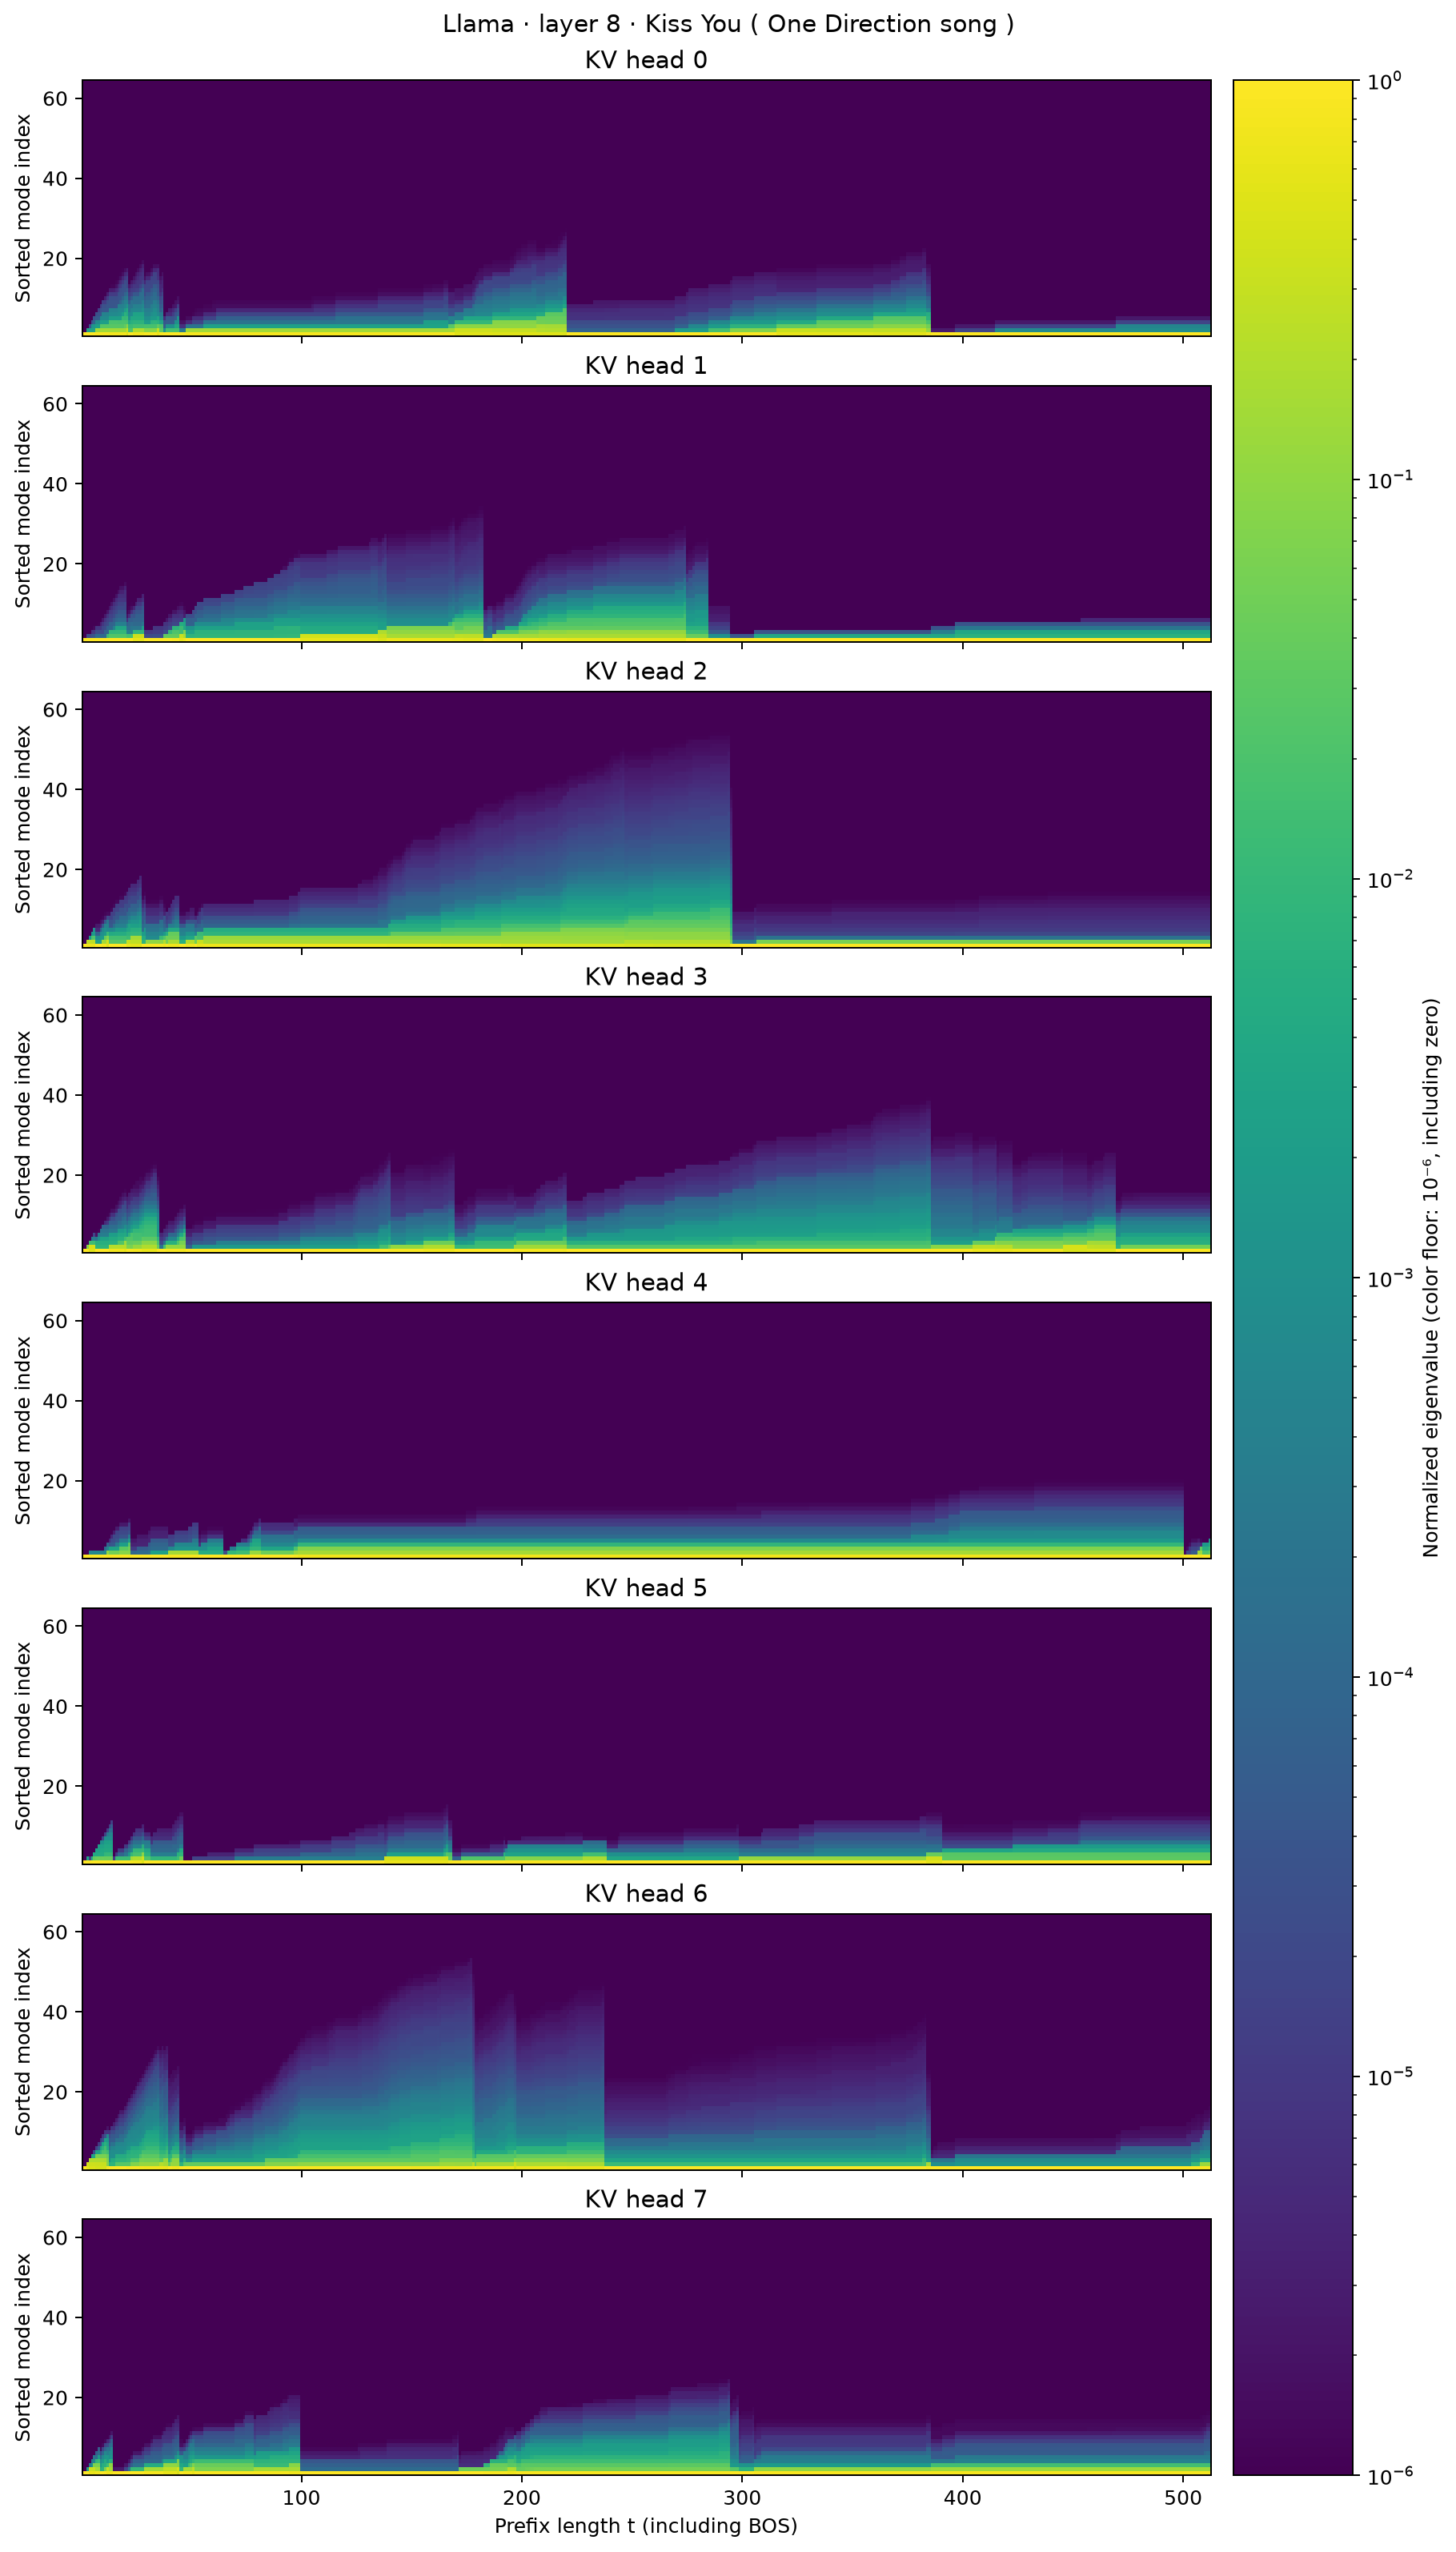 Llama · layer 8 · Kiss You ( One Direction song )
KV head 0
60
40
20
Sorted mode index
KV head 1
60
40
20
Sorted mode index
KV head 2
60
40
20
Sorted mode index
KV head 3
60
40
20
Sorted mode index
KV head 4
60
40
20
Sorted mode index
KV head 5
60
40
20
Sorted mode index
KV head 6
60
40
20
Sorted mode index
KV head 7
60
40
20
Sorted mode index
100 200 300 400 500
Prefix length t (including BOS)
10⁰
10⁻¹
10⁻²
10⁻³
10⁻⁴
10⁻⁵
10⁻⁶
Normalized eigenvalue (color floor: 10⁻⁶, including zero)